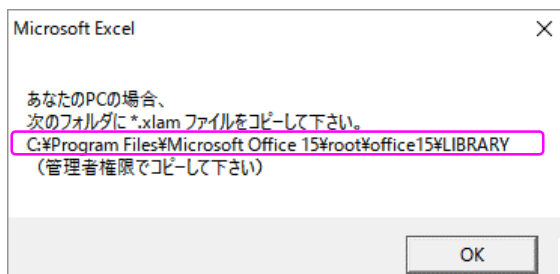 Microsoft Excel
あなたのPCの場合、
次のフォルダに *.xlam ファイルをコピーして下さい。
C:¥Program Files¥Microsoft Office 15¥root¥office15¥LIBRARY
（管理者権限でコピーして下さい）
OK